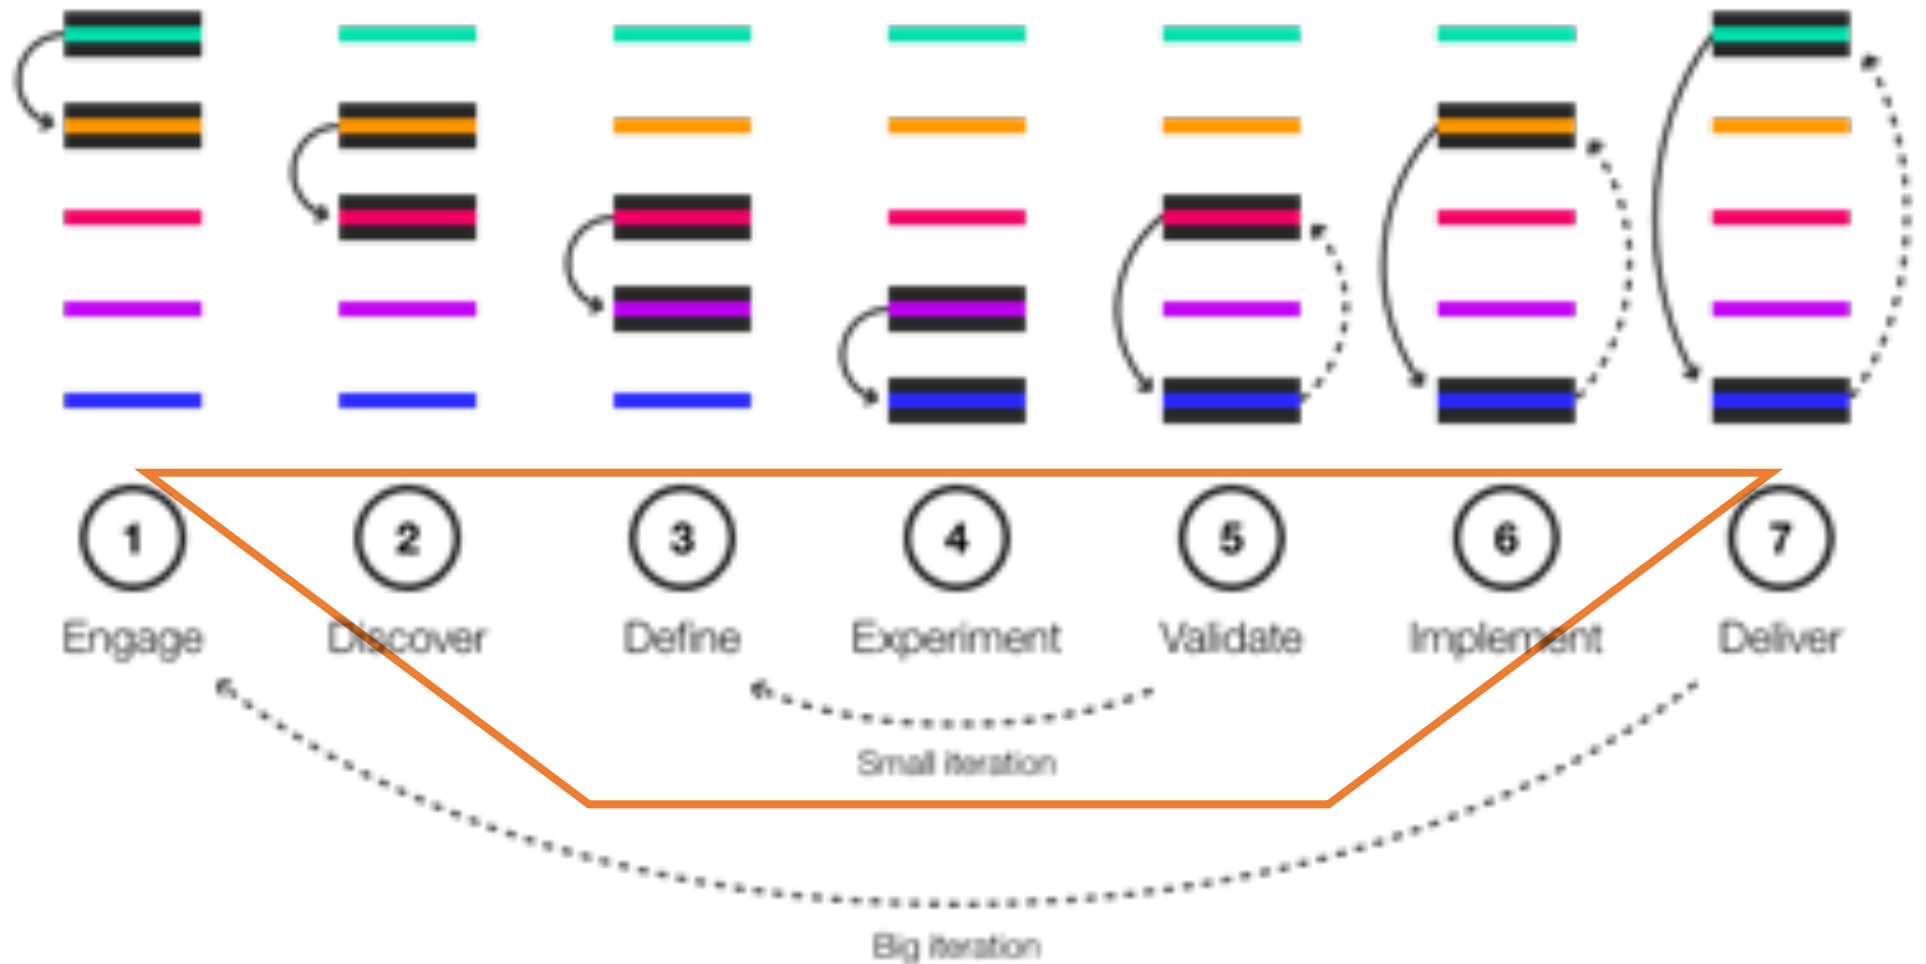 1 2 3 4 5 6 7
Engage Discover Define Experiment Validate Implement Deliver
Small iteration
Big iteration